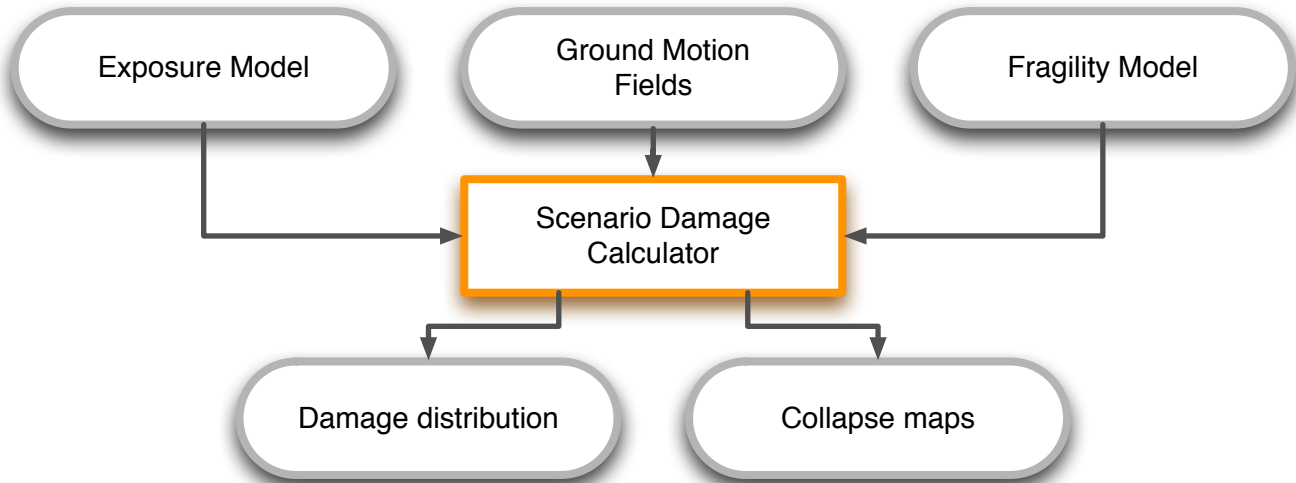 Exposure Model
Ground Motion
Fields
Fragility Model
Scenario Damage
Calculator
Damage distribution
Collapse maps